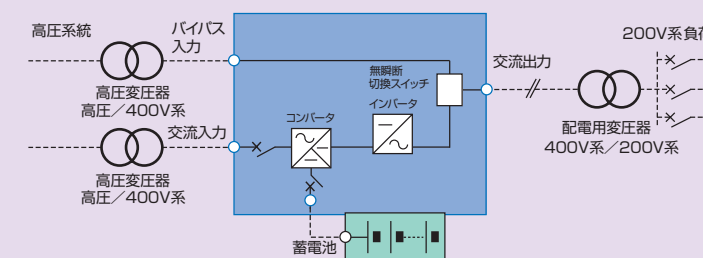 高圧系統
バイパス
入力
高圧変圧器
高圧／400V系
交流入力
高圧変圧器
高圧／400V系
コンバータ
インバータ
無瞬断
切換スイッチ
蓄電池
交流出力
配電用変圧器
400V系／200V系
200V系負荷